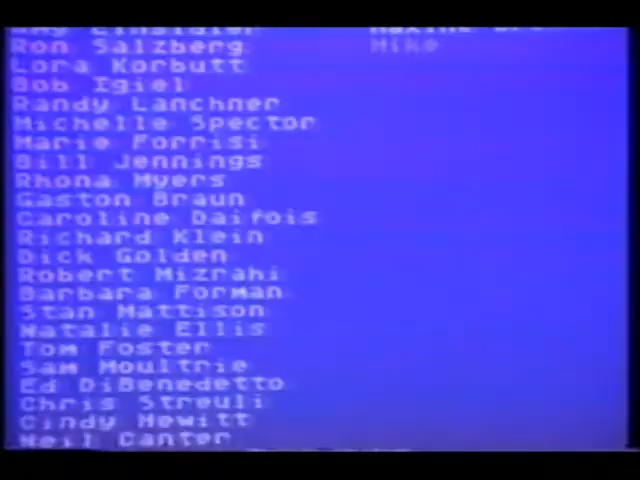 Ron Salzberg
Mike
Lora Korbutt
Bob Igiel
Randy Lanchner
Michelle Spector
Marie Forrisi
Bill Jennings
Rhona Myers
Gaston Braun
Caroline Daifois
Richard Klein
Dick Golden
Robert Mizrahi
Barbara Forman
Stan Mattison
Natalie Ellis
Tom Foster
Sam Moultrie
Ed DiBenedetto
Chris Streuli
Cindy Hewitt
Neil Canter